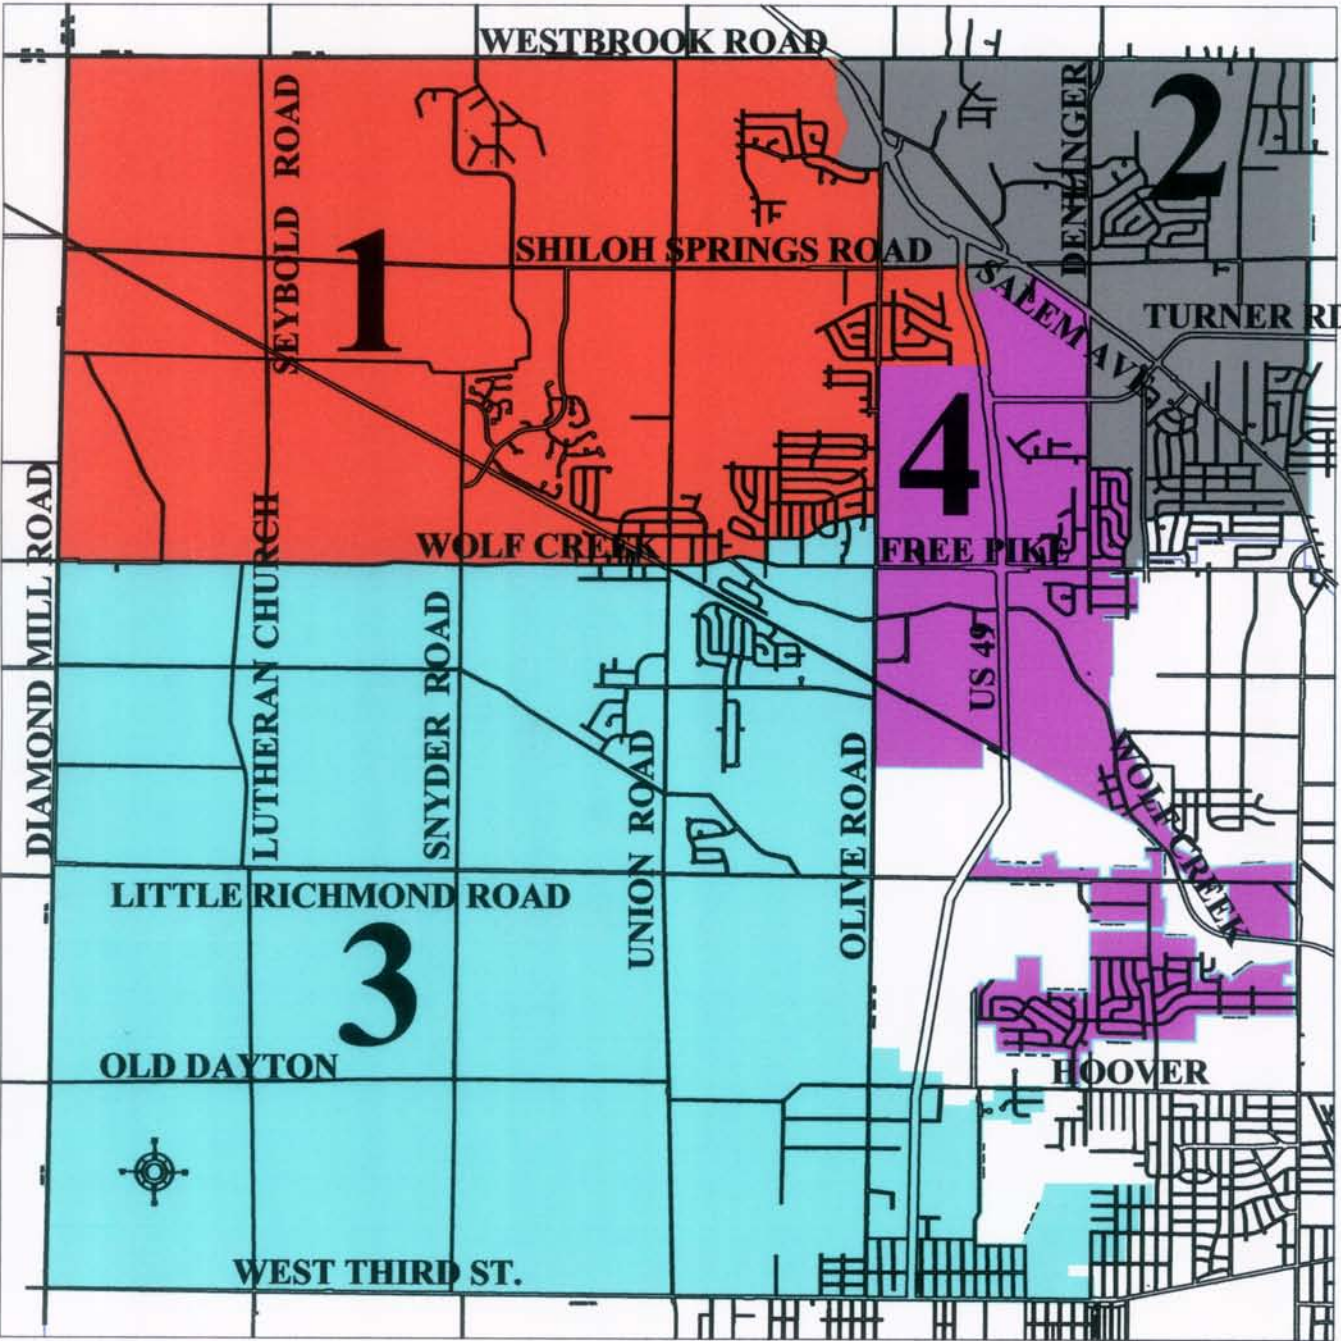 WESTBROOK ROAD
DENLINGER
2
SEYBOLD ROAD
1
SHILOH SPRINGS ROAD
SALEM AVE
TURNER RD
4
WOLF CREEK
FREE PIKE
DIAMOND MILL ROAD
LUTHERAN CHURCH
SNYDER ROAD
UNION ROAD
OLIVE ROAD
US 49
WOLF CREEK
LITTLE RICHMOND ROAD
3
OLD DAYTON
HOOVER
WEST THIRD ST.